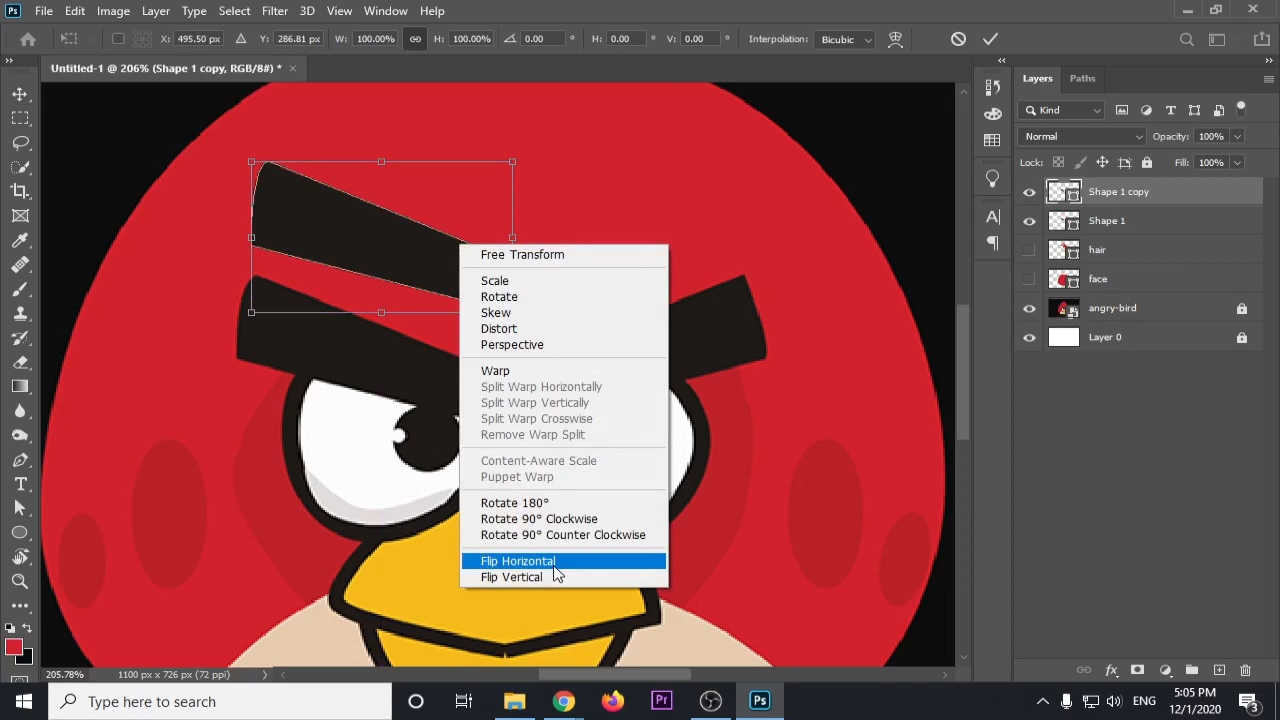 Ps File Edit Image Layer Type Select Filter 3D View Window Help
X: 495.50 px Y: 286.81 px W: 100.00% H: 100.00% 0.00 ° H: 0.00 ° V: 0.00 ° Interpolation: Bicubic
Untitled-1 @ 206% (Shape 1 copy, RGB/8#) * ×
Layers Paths
Kind
Normal Opacity: 100%
Lock: Fill: 100%
Shape 1 copy
Shape 1
hair
face
angry-bird
Layer 0
Free Transform
Scale
Rotate
Skew
Distort
Perspective
Warp
Split Warp Horizontally
Split Warp Vertically
Split Warp Crosswise
Remove Warp Split
Content-Aware Scale
Puppet Warp
Rotate 180°
Rotate 90° Clockwise
Rotate 90° Counter Clockwise
Flip Horizontal
Flip Vertical
205.78% 1100 px x 726 px (72 ppi)
Type here to search
Pr
Ps
ENG
5:05 PM
12/1/2020
3